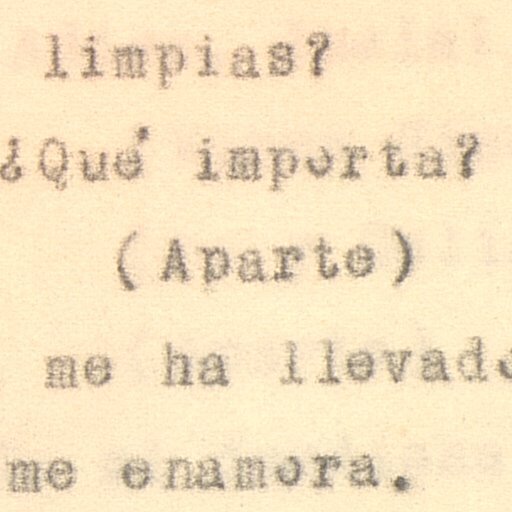 limpias?
¿Qué importa?
(Aparte)
me ha llevado
me enamora.